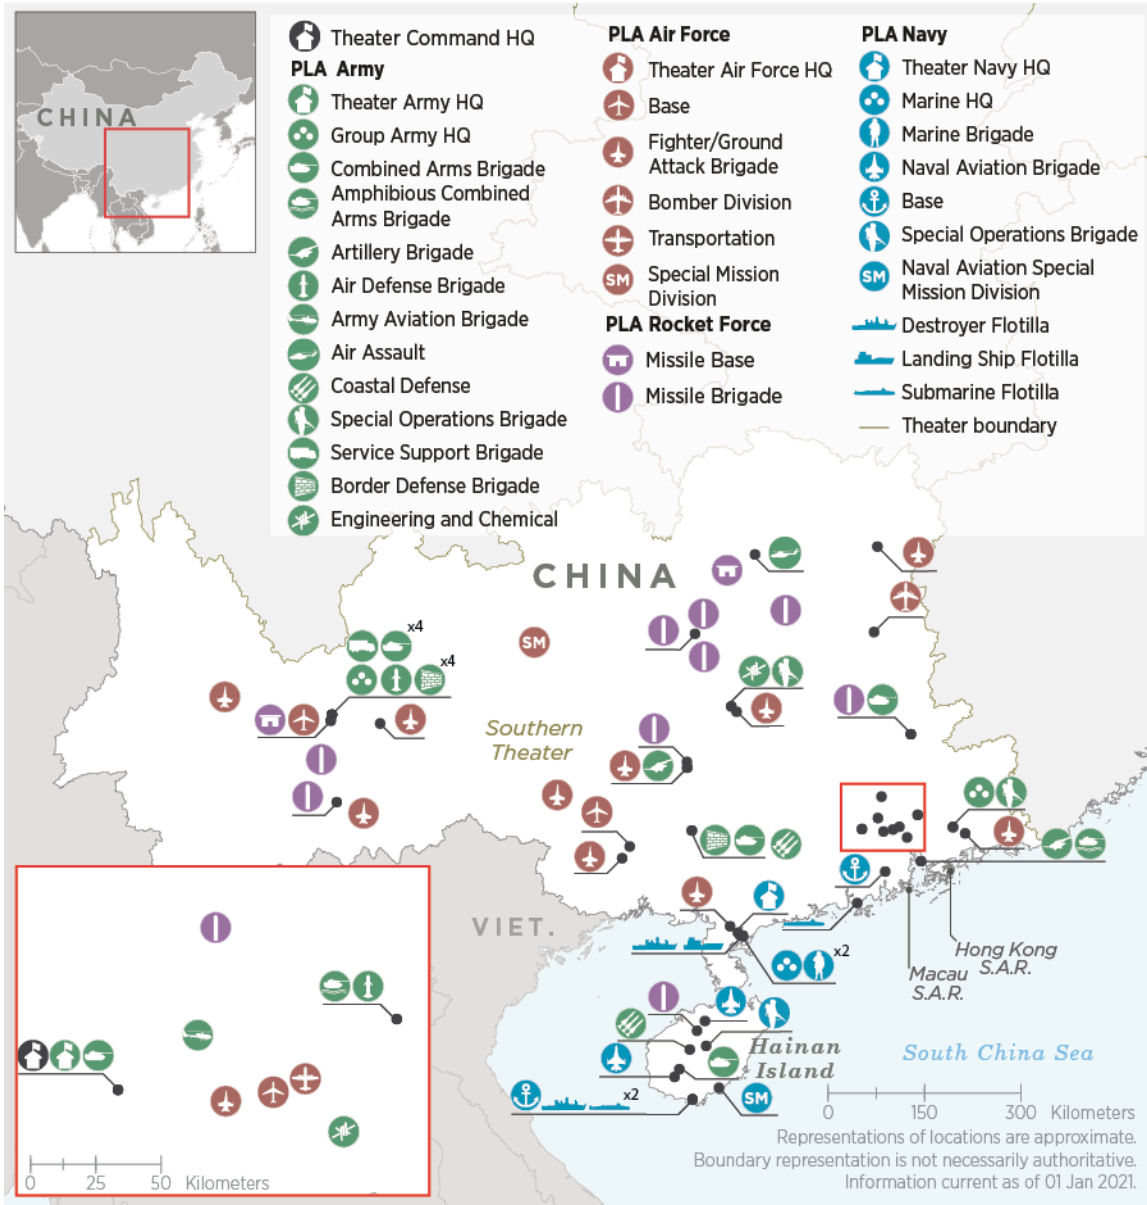 CHINA
Theater Command HQ
PLA Army
Theater Army HQ
Group Army HQ
Combined Arms Brigade
Amphibious Combined
Arms Brigade
Artillery Brigade
Air Defense Brigade
Army Aviation Brigade
Air Assault
Coastal Defense
Special Operations Brigade
Service Support Brigade
Border Defense Brigade
Engineering and Chemical
PLA Air Force
Theater Air Force HQ
Base
Fighter/Ground
Attack Brigade
Bomber Division
Transportation
SM
Special Mission
Division
PLA Rocket Force
Missile Base
Missile Brigade
PLA Navy
Theater Navy HQ
Marine HQ
Marine Brigade
Naval Aviation Brigade
Base
Special Operations Brigade
SM
Naval Aviation Special
Mission Division
Destroyer Flotilla
Landing Ship Flotilla
Submarine Flotilla
Theater boundary
CHINA
SM
x4
x4
Southern
Theater
VIET.
x2
Hong Kong
S.A.R.
Macau
S.A.R.
Hainan
Island
South China Sea
x2
SM
0 150 300 Kilometers
0 25 50 Kilometers
Representations of locations are approximate.
Boundary representation is not necessarily authoritative.
Information current as of 01 Jan 2021.